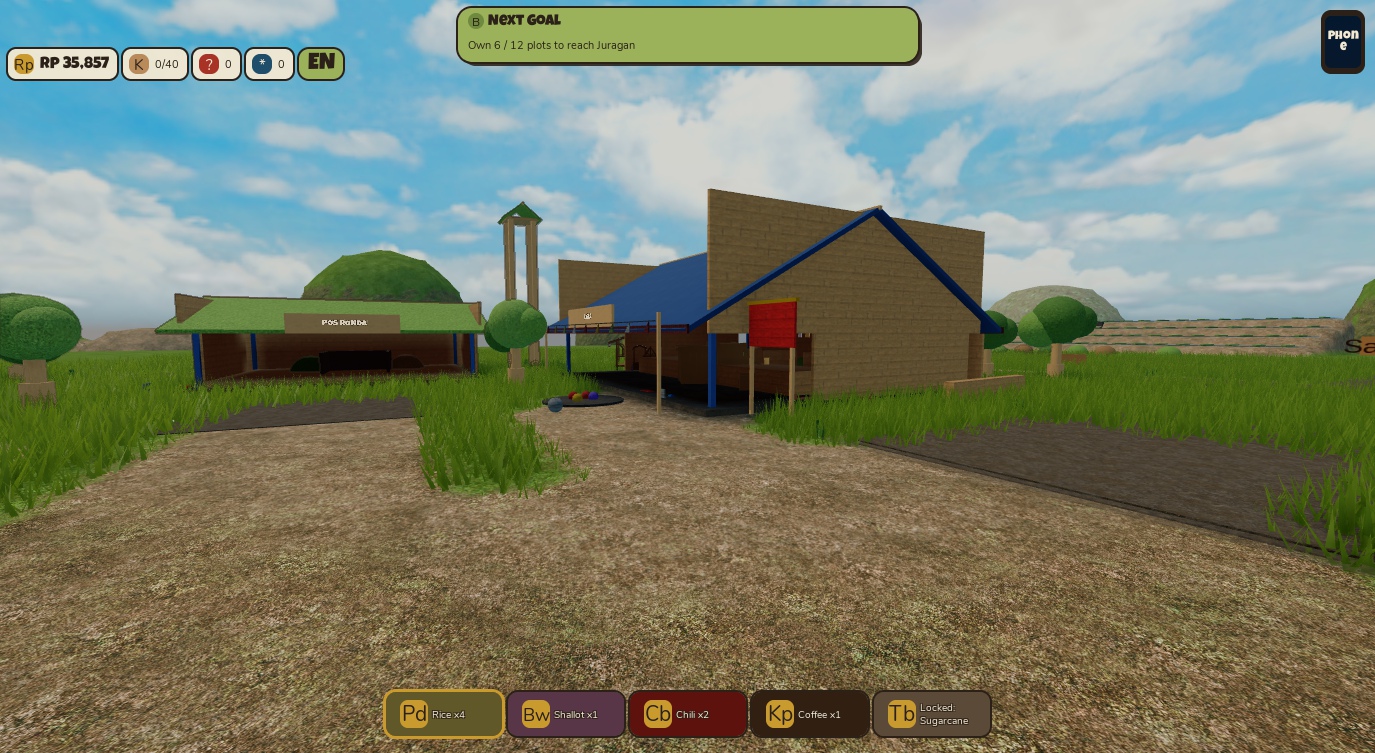 B NEXT GOAL
Own 6 / 12 plots to reach Juragan
PHON
E
Rp RP 35,857
K 0/40
? 0
* 0
EN
POS RONDA
Pd Rice x4
Bw Shallot x1
Cb Chili x2
Kp Coffee x1
Tb Locked:
Sugarcane